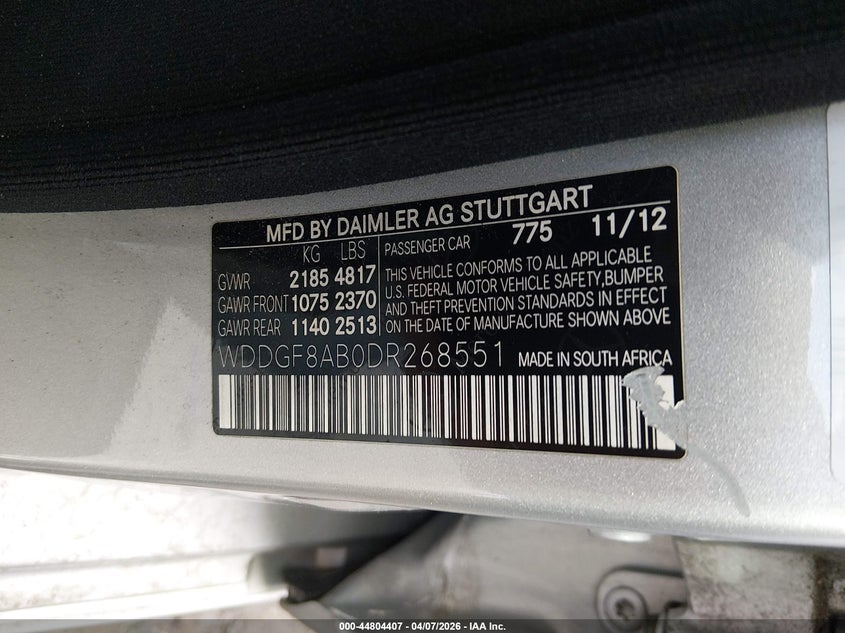 MFD BY DAIMLER AG STUTTGART
KG LBS
GVWR 2185 4817
GAWR FRONT 1075 2370
GAWR REAR 1140 2513
PASSENGER CAR 775 11/12
THIS VEHICLE CONFORMS TO ALL APPLICABLE
U.S. FEDERAL MOTOR VEHICLE SAFETY,BUMPER
AND THEFT PREVENTION STANDARDS IN EFFECT
ON THE DATE OF MANUFACTURE SHOWN ABOVE
WDDGF8AB0DR268551 MADE IN SOUTH AFRICA
000-44804407 - 04/07/2026 - IAA Inc.